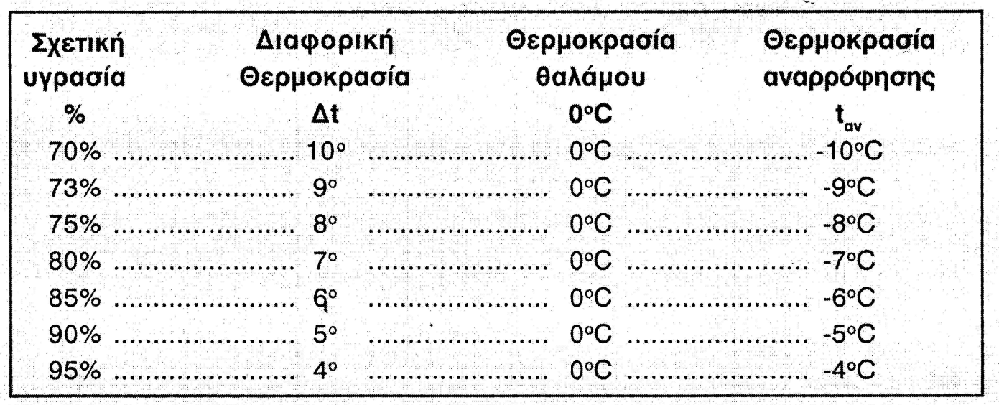 Σχετική Διαφορική Θερμοκρασία Θερμοκρασία
υγρασία Θερμοκρασία θαλάμου αναρρόφησης
% Δt 0°C tαν
70% ..................... 10° ..................... 0°C ..................... -10°C
73% ..................... 9° ..................... 0°C ..................... -9°C
75% ..................... 8° ..................... 0°C ..................... -8°C
80% ..................... 7° ..................... 0°C ..................... -7°C
85% ..................... 6° ..................... 0°C ..................... -6°C
90% ..................... 5° ..................... 0°C ..................... -5°C
95% ..................... 4° ..................... 0°C ..................... -4°C